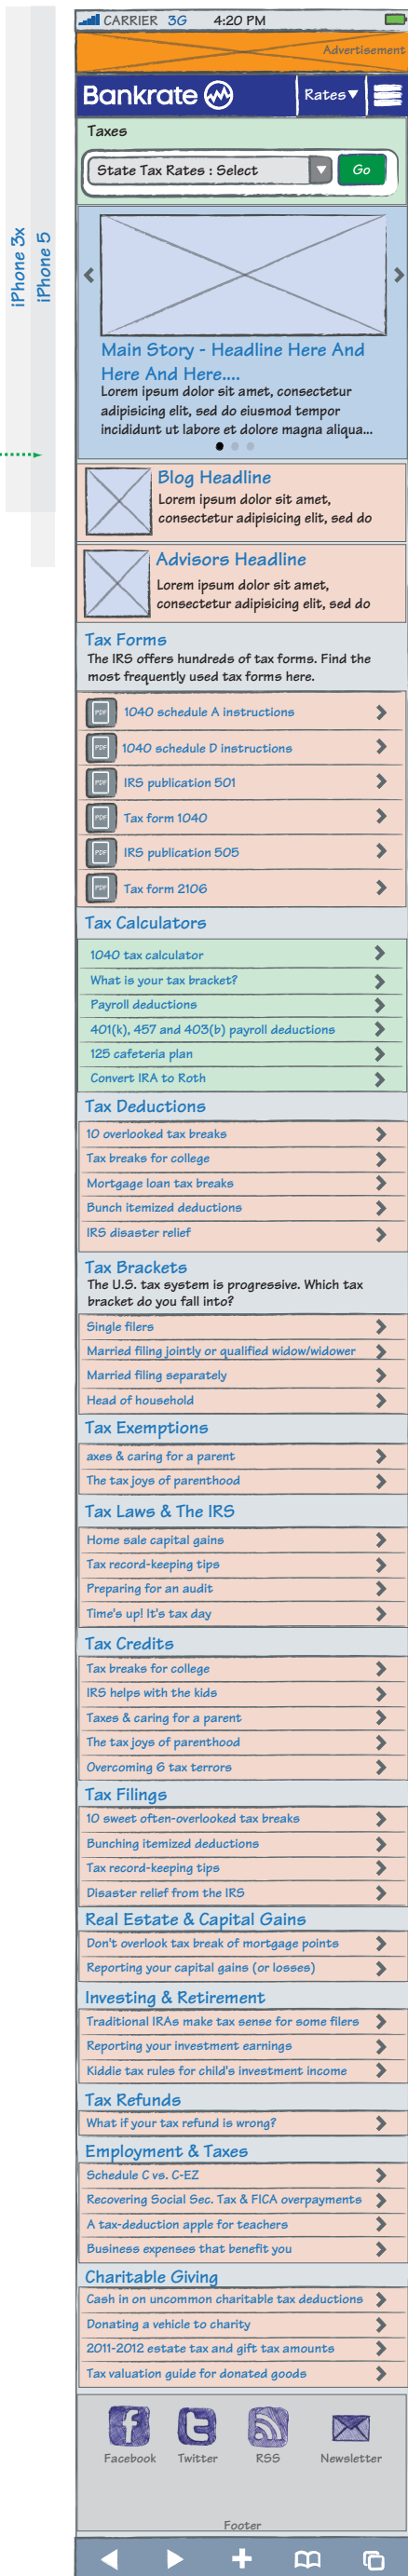 CARRIER 3G 4:20 PM
Advertisement
Bankrate Rates
Taxes
State Tax Rates : Select Go
iPhone 3x
iPhone 5
Main Story - Headline Here And
Here And Here....
Lorem ipsum dolor sit amet, consectetur
adipisicing elit, sed do eiusmod tempor
incididunt ut labore et dolore magna aliqua...
Blog Headline
Lorem ipsum dolor sit amet,
consectetur adipisicing elit, sed do
Advisors Headline
Lorem ipsum dolor sit amet,
consectetur adipisicing elit, sed do
Tax Forms
The IRS offers hundreds of tax forms. Find the
most frequently used tax forms here.
PDF 1040 schedule A instructions
PDF 1040 schedule D instructions
PDF IRS publication 501
PDF Tax form 1040
PDF IRS publication 505
PDF Tax form 2106
Tax Calculators
1040 tax calculator
What is your tax bracket?
Payroll deductions
401(k), 457 and 403(b) payroll deductions
125 cafeteria plan
Convert IRA to Roth
Tax Deductions
10 overlooked tax breaks
Tax breaks for college
Mortgage loan tax breaks
Bunch itemized deductions
IRS disaster relief
Tax Brackets
The U.S. tax system is progressive. Which tax
bracket do you fall into?
Single filers
Married filing jointly or qualified widow/widower
Married filing separately
Head of household
Tax Exemptions
axes & caring for a parent
The tax joys of parenthood
Tax Laws & The IRS
Home sale capital gains
Tax record-keeping tips
Preparing for an audit
Time's up! It's tax day
Tax Credits
Tax breaks for college
IRS helps with the kids
Taxes & caring for a parent
The tax joys of parenthood
Overcoming 6 tax terrors
Tax Filings
10 sweet often-overlooked tax breaks
Bunching itemized deductions
Tax record-keeping tips
Disaster relief from the IRS
Real Estate & Capital Gains
Don't overlook tax break of mortgage points
Reporting your capital gains (or losses)
Investing & Retirement
Traditional IRAs make tax sense for some filers
Reporting your investment earnings
Kiddie tax rules for child's investment income
Tax Refunds
What if your tax refund is wrong?
Employment & Taxes
Schedule C vs. C-EZ
Recovering Social Sec. Tax & FICA overpayments
A tax-deduction apple for teachers
Business expenses that benefit you
Charitable Giving
Cash in on uncommon charitable tax deductions
Donating a vehicle to charity
2011-2012 estate tax and gift tax amounts
Tax valuation guide for donated goods
Facebook Twitter RSS Newsletter
Footer